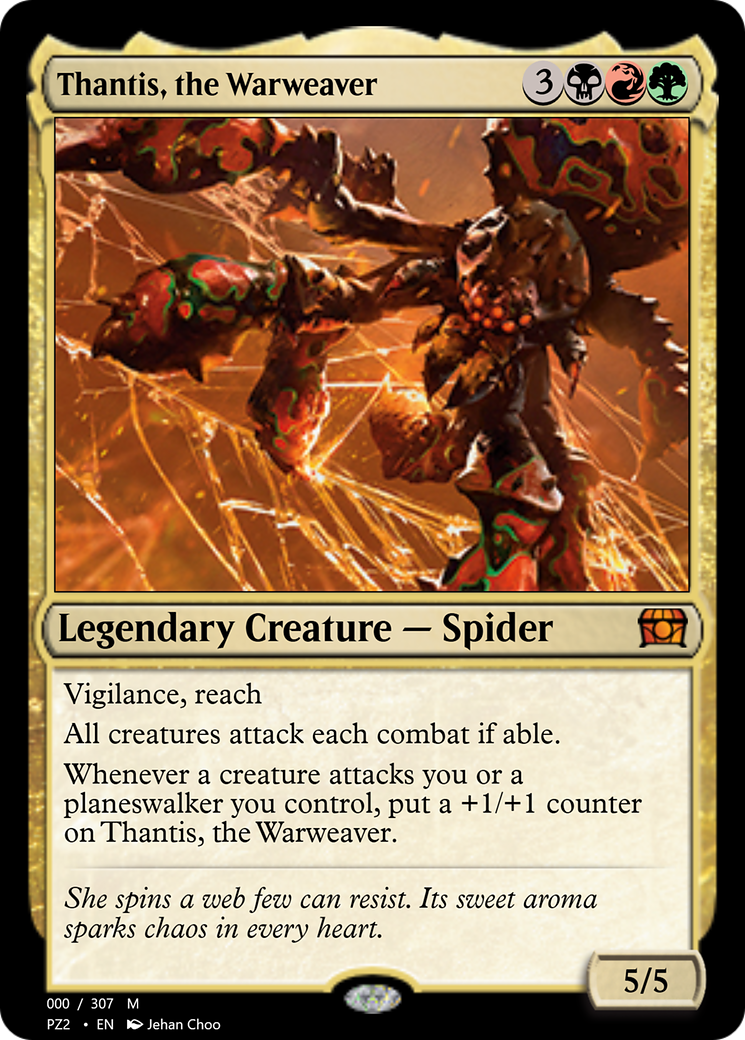 Thantis, the Warweaver 3
Legendary Creature — Spider
Vigilance, reach
All creatures attack each combat if able.
Whenever a creature attacks you or a
planeswalker you control, put a +1/+1 counter
on Thantis, the Warweaver.
She spins a web few can resist. Its sweet aroma
sparks chaos in every heart.
5/5
000 / 307 M
PZ2 • EN Jehan Choo